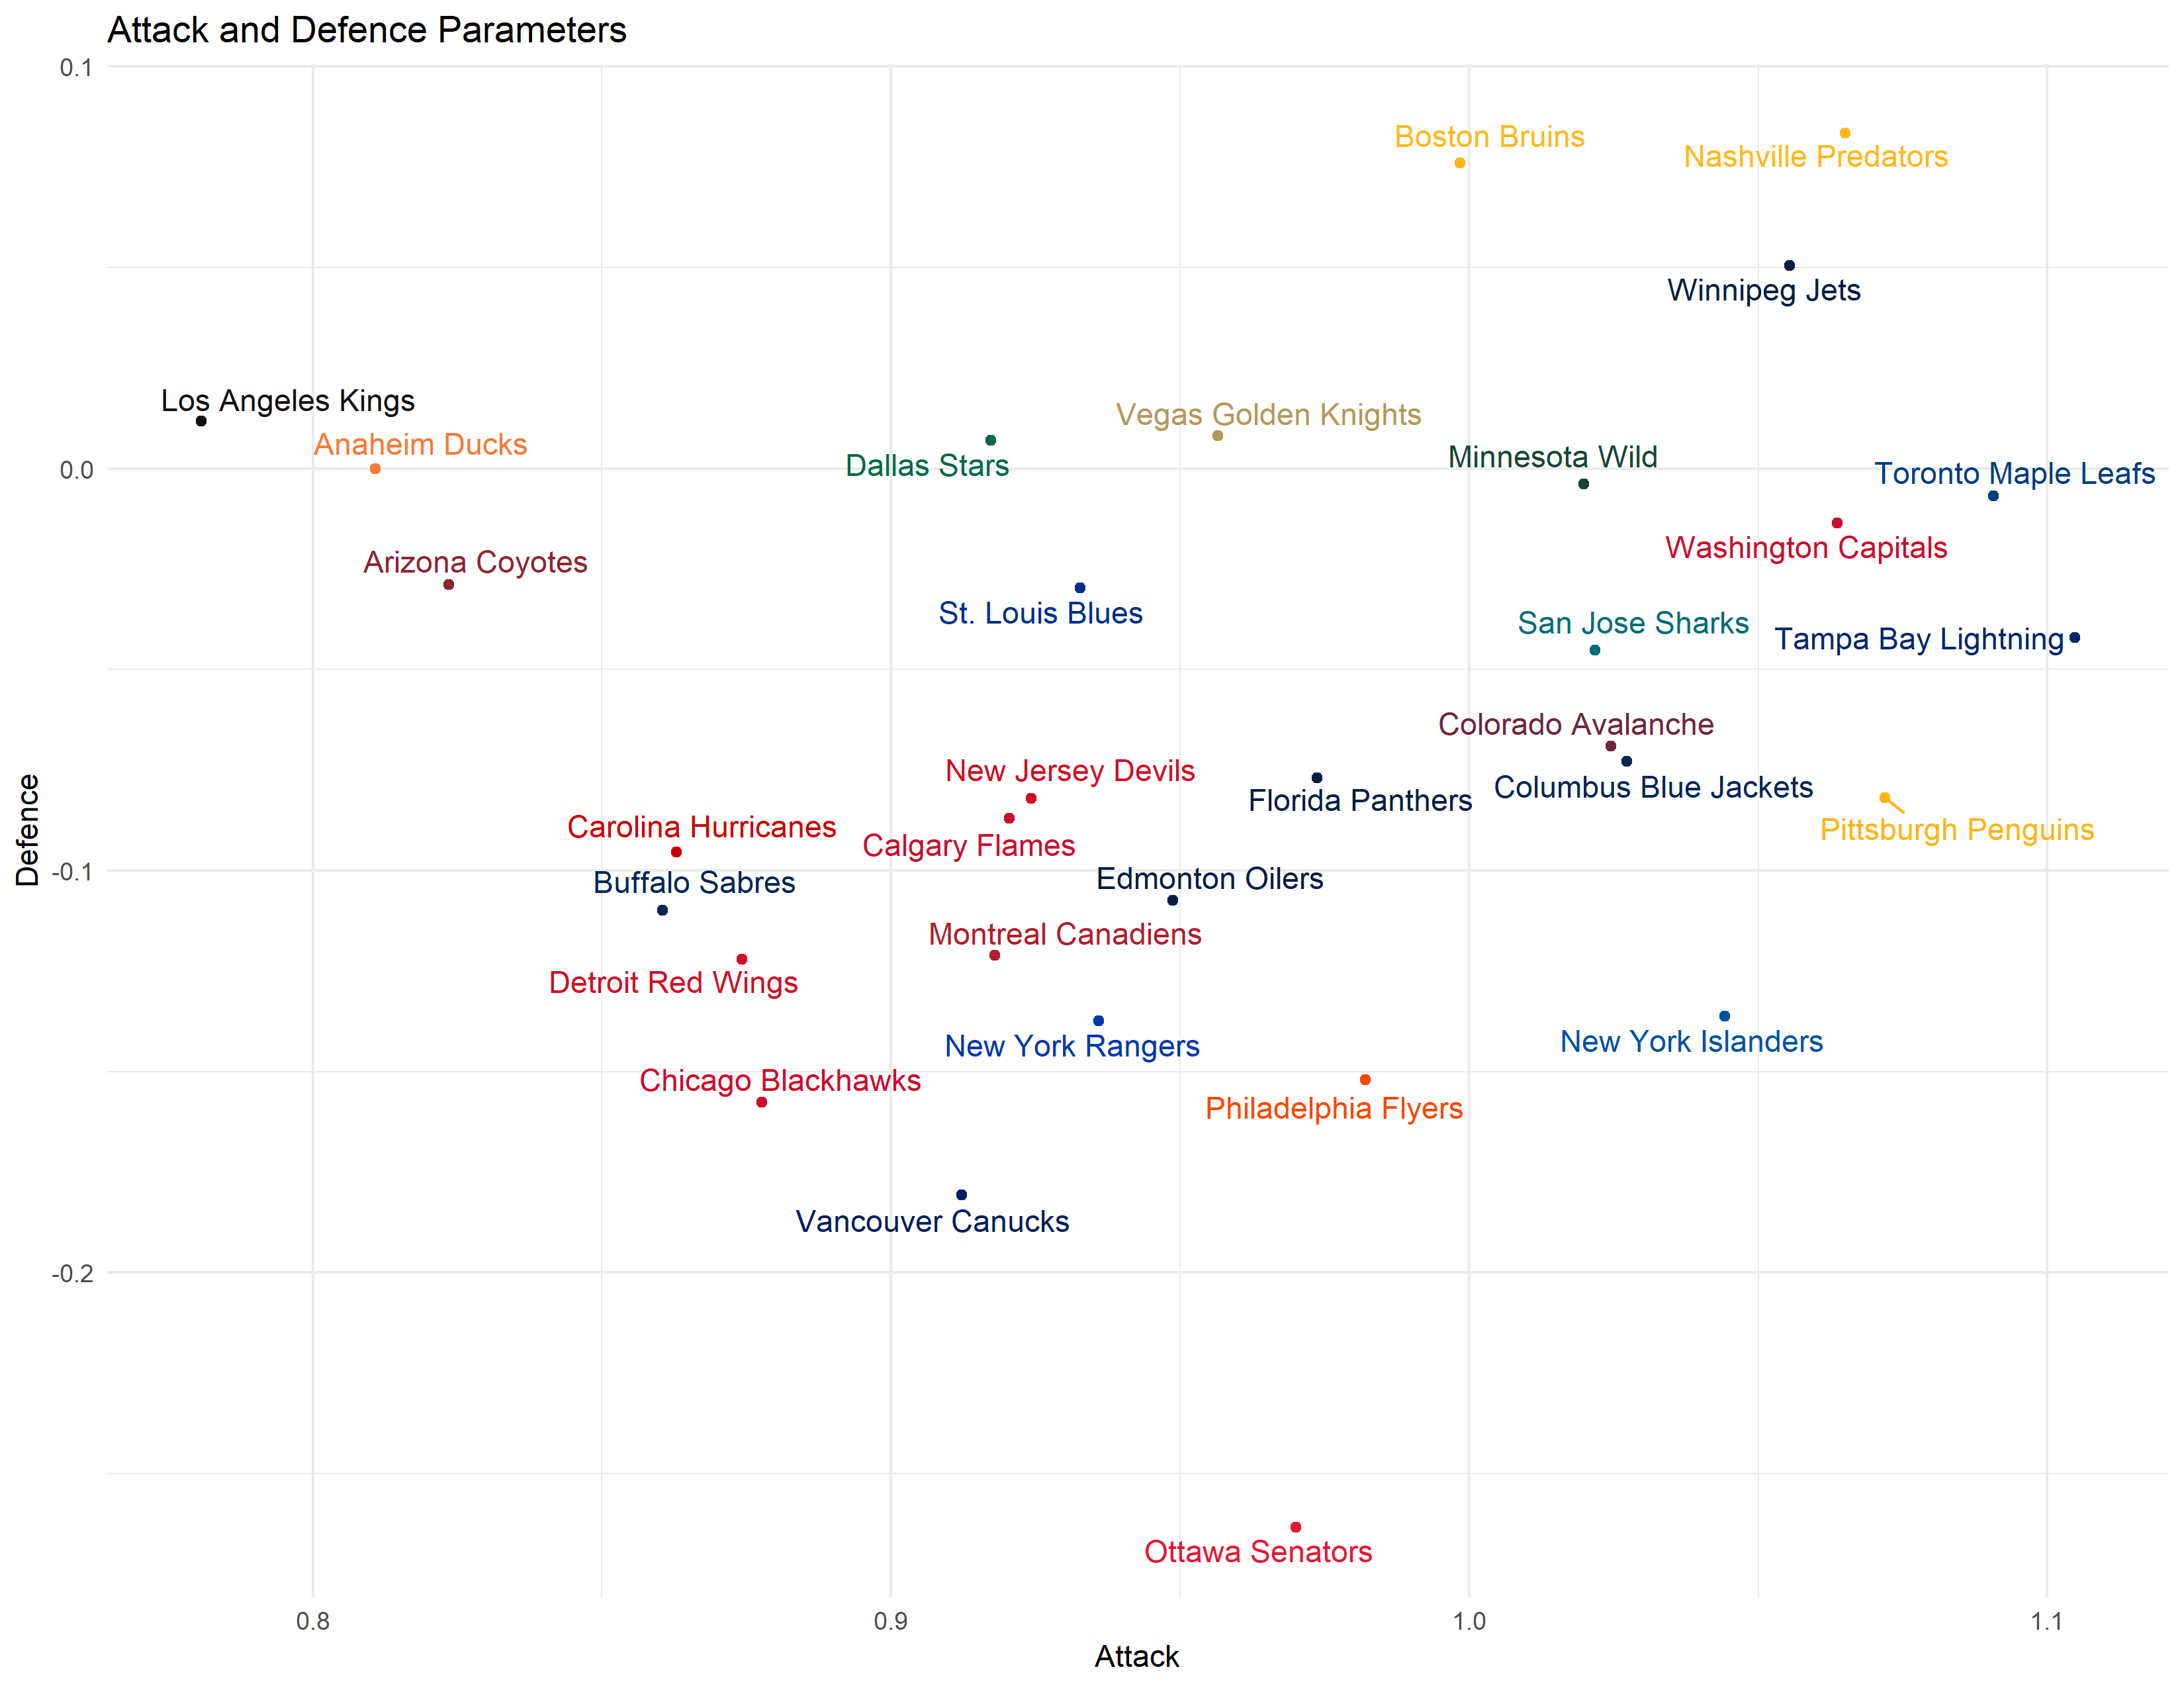 Attack and Defence Parameters
0.1
Boston Bruins
Nashville Predators
Winnipeg Jets
Los Angeles Kings
Vegas Golden Knights
Anaheim Ducks
Minnesota Wild
Dallas Stars
0.0
Toronto Maple Leafs
Washington Capitals
Arizona Coyotes
St. Louis Blues
San Jose Sharks
Tampa Bay Lightning
Colorado Avalanche
New Jersey Devils
Columbus Blue Jackets
Florida Panthers
Carolina Hurricanes
Pittsburgh Penguins
Defence
Calgary Flames
-0.1
Edmonton Oilers
Buffalo Sabres
Montreal Canadiens
Detroit Red Wings
New York Islanders
New York Rangers
Chicago Blackhawks
Philadelphia Flyers
Vancouver Canucks
-0.2
Ottawa Senators
0.8
0.9
1.0
1.1
Attack